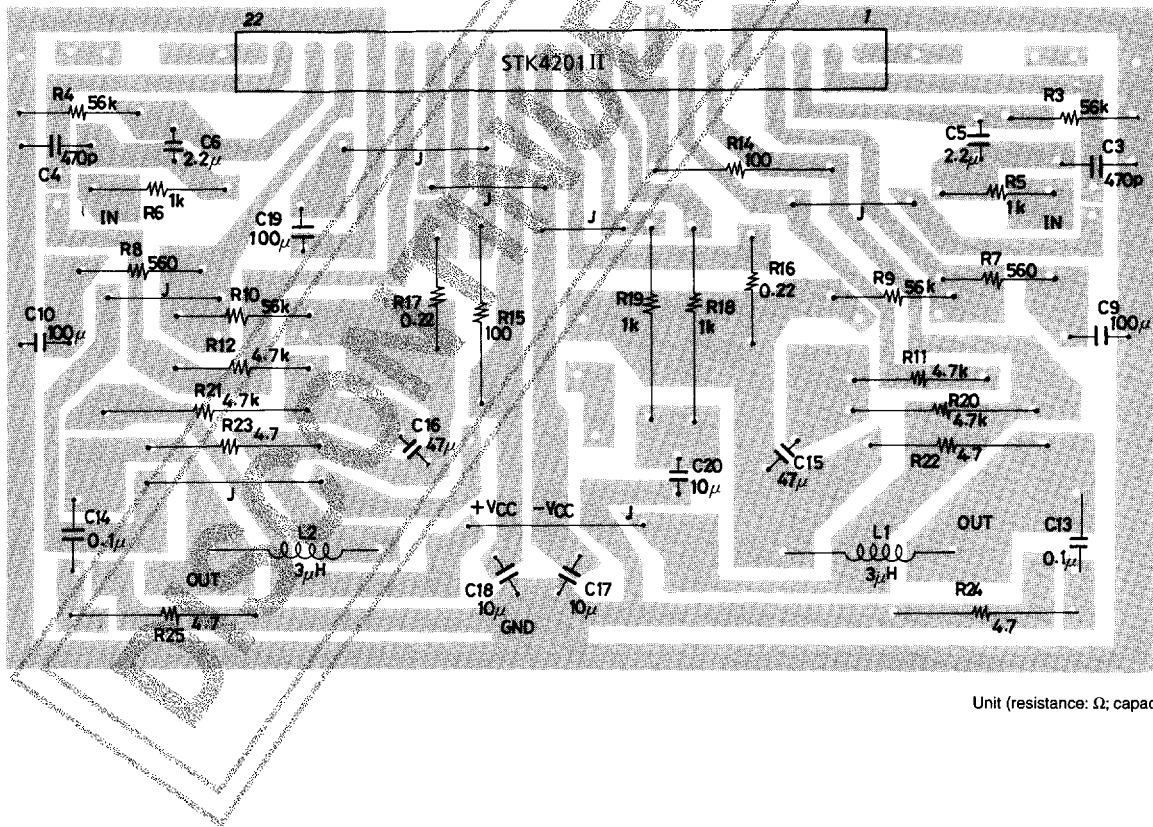 22
1
STK4201 II
R4
56k
R3
56k
C6
2.2μ
C5
2.2μ
470p
C4
C3
470p
J
R14
100
1k
R6
IN
R5
1k
IN
J
J
J
C19
100μ
R8
560
R7
560
J
R10
56k
R17
0.22
R15
100
R19
1k
R18
1k
R16
0.22
R9
56k
C10
100μ
C9
100μ
R12
4.7k
R11
4.7k
R21
4.7k
R20
4.7k
R23
4.7
R22
4.7
C16
47μ
C20
10μ
C15
47μ
J
+VCC
-VCC
J
C14
0.1μ
L2
3μH
OUT
L1
3μH
OUT
C13
0.1μ
C18
10μ
C17
10μ
GND
R25
4.7
R24
4.7
Unit (resistance: Ω; capac